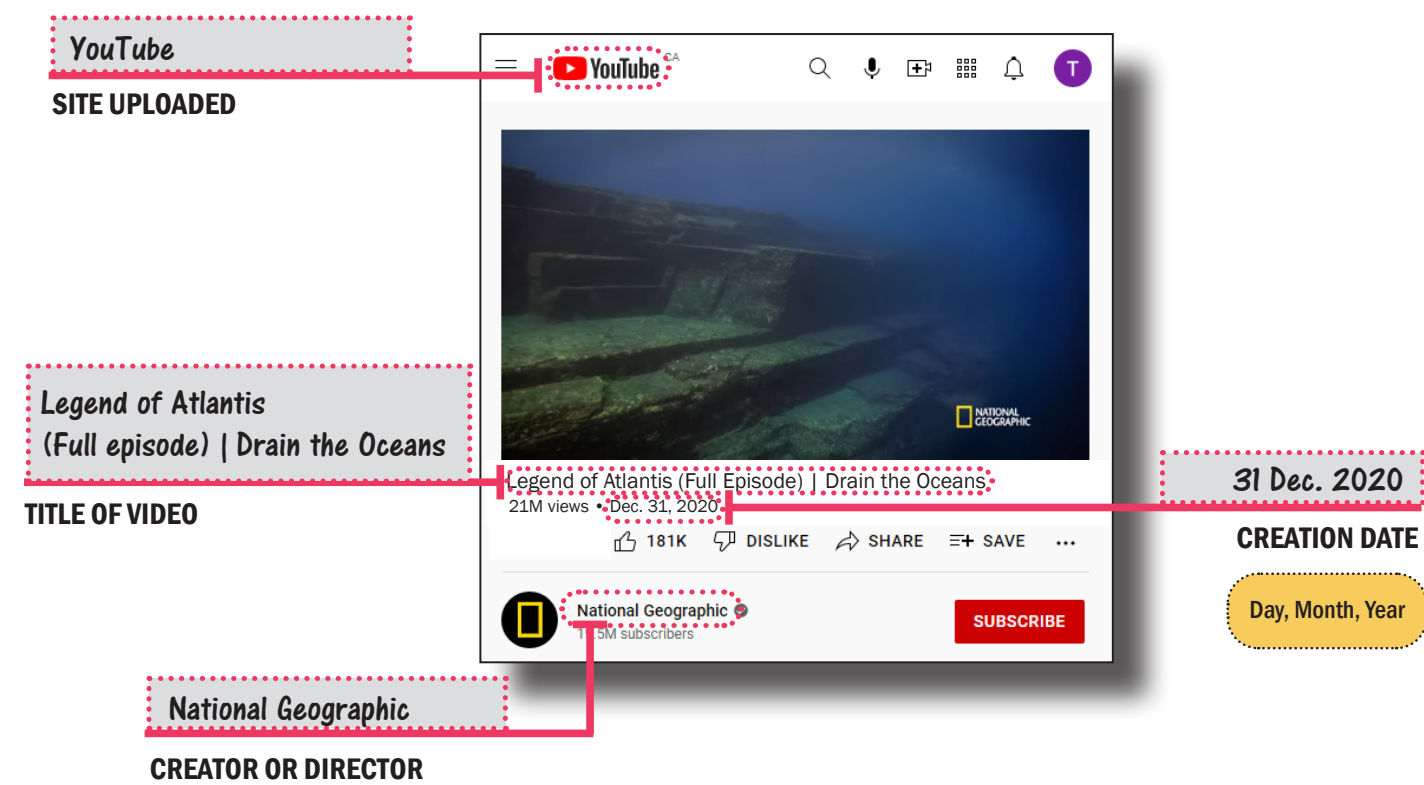 YouTube
SITE UPLOADED
YouTube CA
T
NATIONAL
GEOGRAPHIC
Legend of Atlantis
(Full episode) | Drain the Oceans
TITLE OF VIDEO
Legend of Atlantis (Full Episode) | Drain the Oceans
21M views • Dec. 31, 2020
31 Dec. 2020
CREATION DATE
Day, Month, Year
181K DISLIKE SHARE SAVE ...
National Geographic
subscribers
SUBSCRIBE
National Geographic
CREATOR OR DIRECTOR